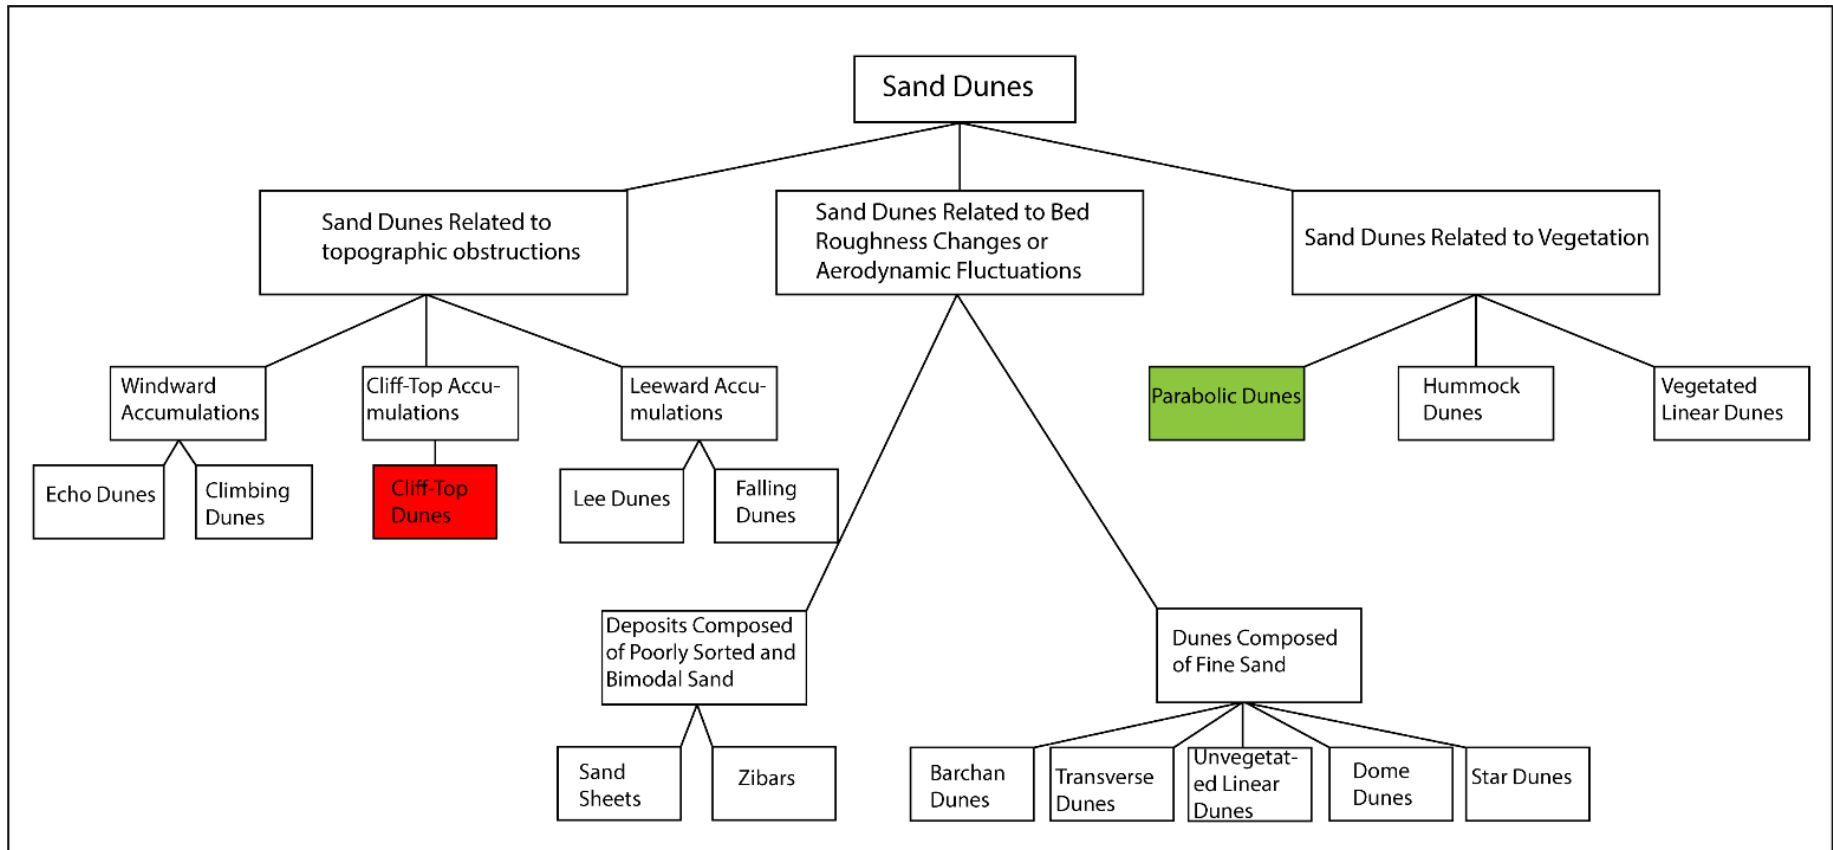 Sand Dunes
Sand Dunes Related to
topographic obstructions
Sand Dunes Related to Bed
Roughness Changes or
Aerodynamic Fluctuations
Sand Dunes Related to Vegetation
Windward
Accumulations
Cliff-Top Accu-
mulations
Leeward Accu-
mulations
Parabolic Dunes
Hummock
Dunes
Vegetated
Linear Dunes
Echo Dunes
Climbing
Dunes
Cliff-Top
Dunes
Lee Dunes
Falling
Dunes
Deposits Composed
of Poorly Sorted and
Bimodal Sand
Dunes Composed
of Fine Sand
Sand
Sheets
Zibars
Barchan
Dunes
Transverse
Dunes
Unvegetat-
ed Linear
Dunes
Dome
Dunes
Star Dunes